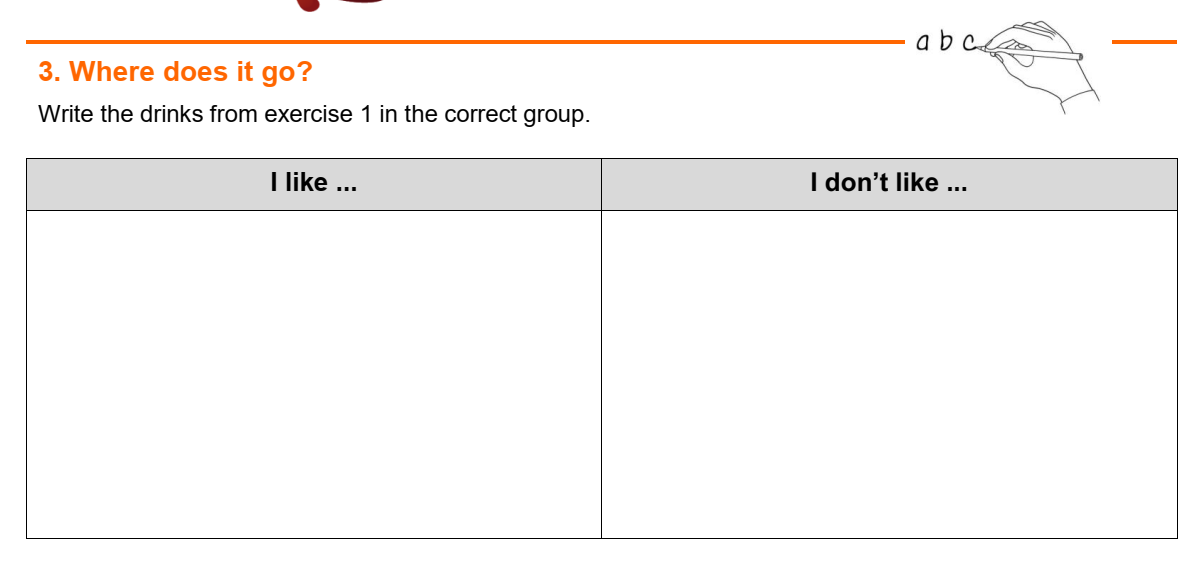 a b c
3. Where does it go?
Write the drinks from exercise 1 in the correct group.
I like ...
I don’t like ...